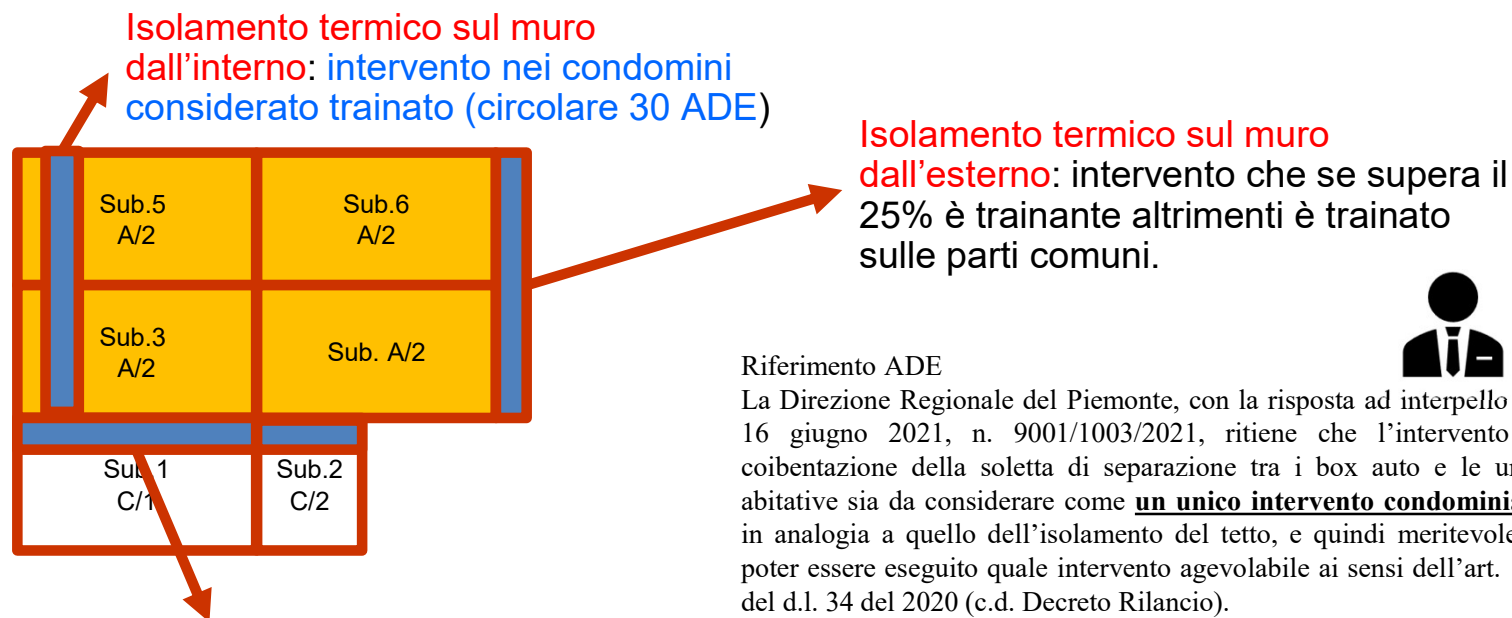 Isolamento termico sul muro
dall’interno: intervento nei condomini
considerato trainato (circolare 30 ADE)
Isolamento termico sul muro
dall’esterno: intervento che se supera il
25% è trainante altrimenti è trainato
sulle parti comuni.
Sub.5
A/2
Sub.6
A/2
Sub.3
A/2
Sub. A/2
Sub.1
C/1
Sub.2
C/2
Riferimento ADE
La Direzione Regionale del Piemonte, con la risposta ad interpello
16 giugno 2021, n. 9001/1003/2021, ritiene che l’intervento
coibentazione della soletta di separazione tra i box auto e le
abitative sia da considerare come un unico intervento
in analogia a quello dell’isolamento del tetto, e quindi meritevole
poter essere eseguito quale intervento agevolabile ai sensi dell’art.
del d.l. 34 del 2020 (c.d. Decreto Rilancio).